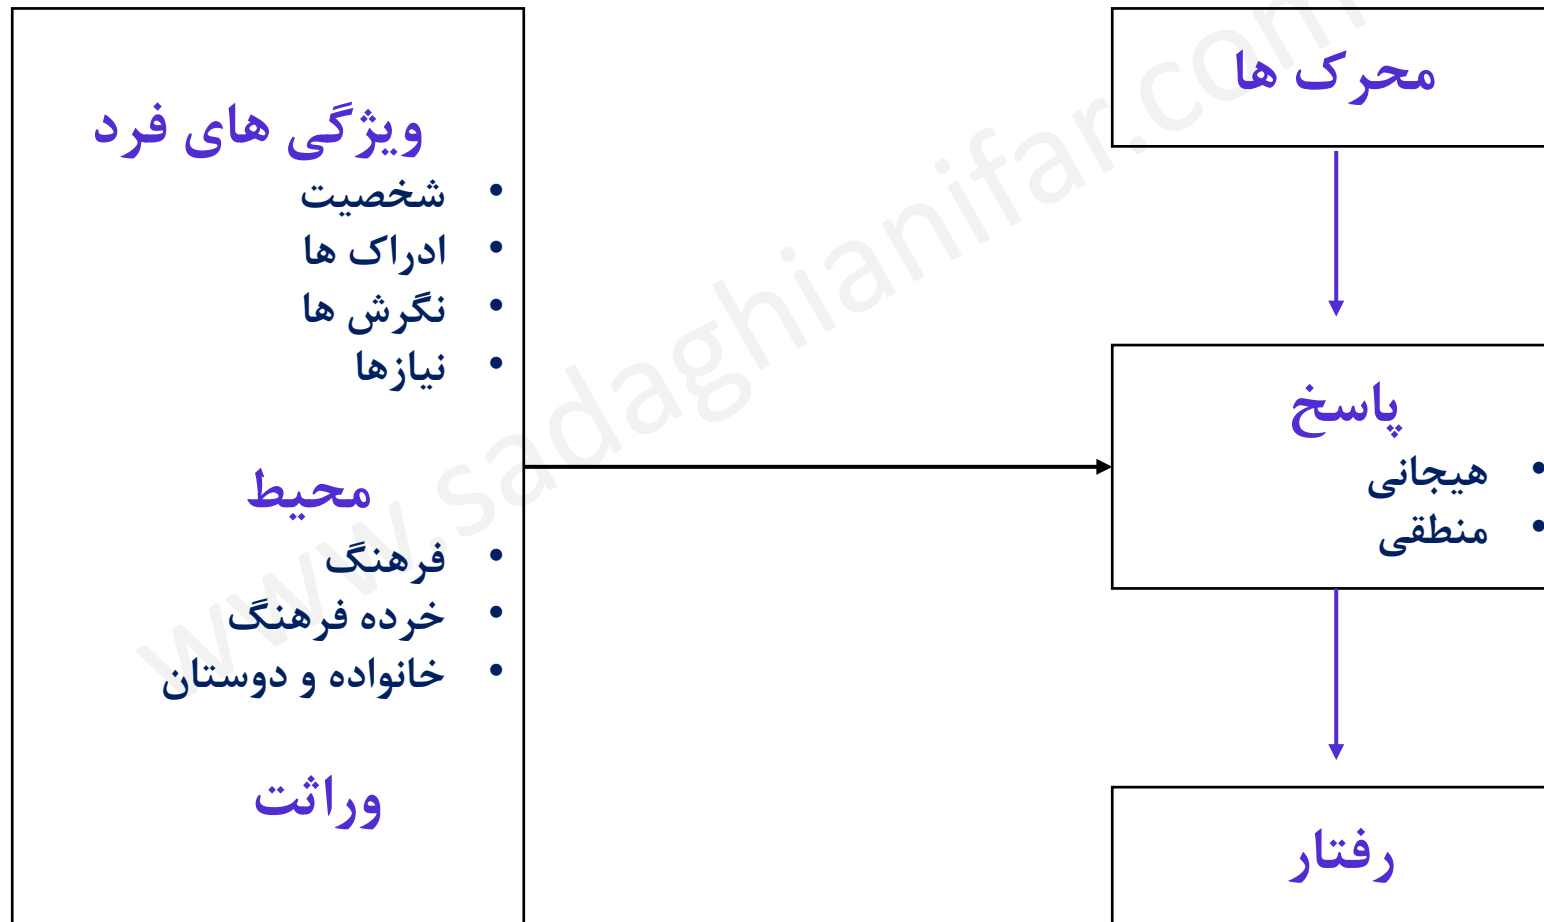 محرک ها
پاسخ
• هیجانی
• منطقی
رفتار
ویژگی های فرد
• شخصیت
• ادراک ها
• نگرش ها
• نیازها
محیط
• فرهنگ
• خرده فرهنگ
• خانواده و دوستان
وراثت
www.sadaghianifar.com